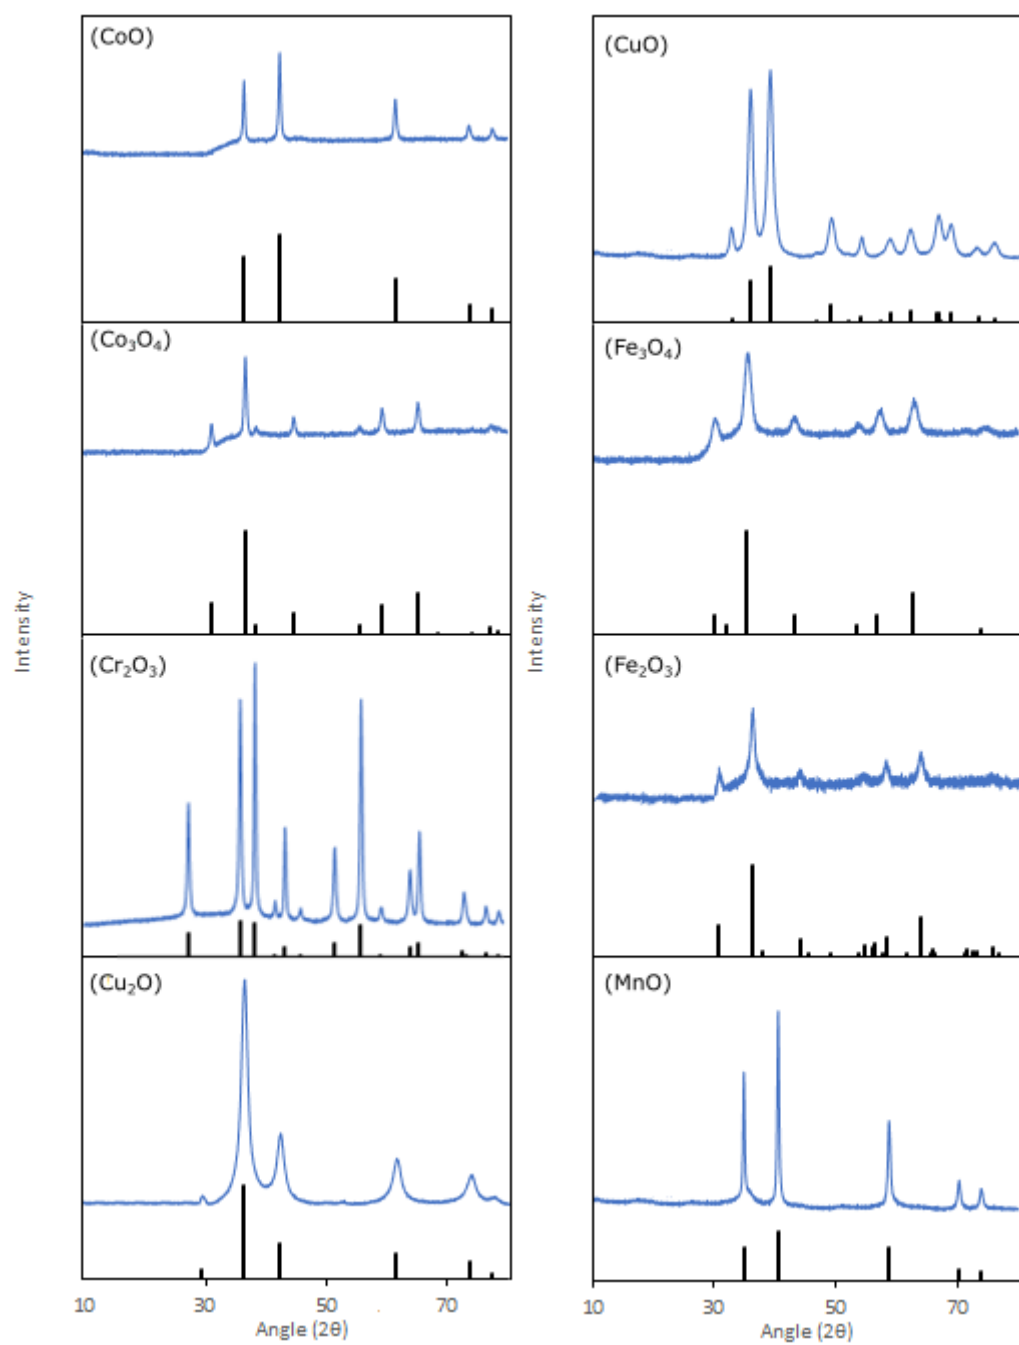 (CoO)
(Co₃O₄)
(Cr₂O₃)
(Cu₂O)
Intensity
10 30 50 70
Angle (2θ)
(CuO)
(Fe₃O₄)
(Fe₂O₃)
(MnO)
Intensity
10 30 50 70
Angle (2θ)